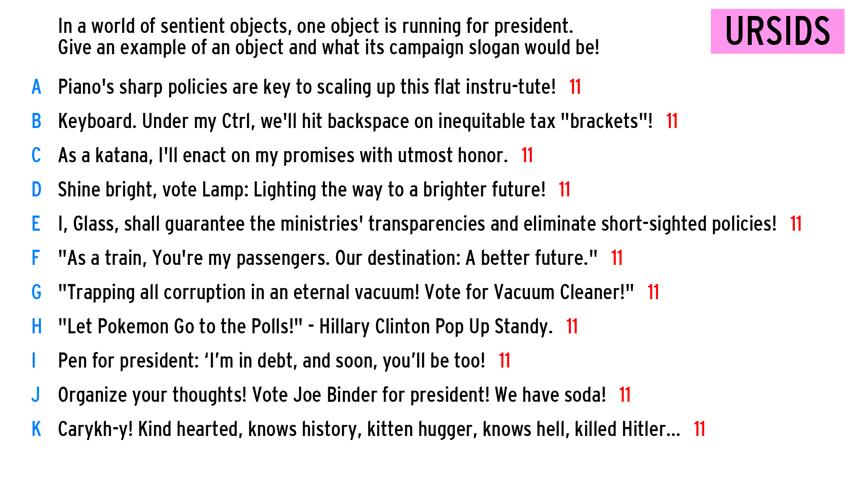 In a world of sentient objects, one object is running for president.
Give an example of an object and what its campaign slogan would be!
URSIDS
A Piano's sharp policies are key to scaling up this flat instru-tute! 11
B Keyboard. Under my Ctrl, we'll hit backspace on inequitable tax "brackets"! 11
C As a katana, I'll enact on my promises with utmost honor. 11
D Shine bright, vote Lamp: Lighting the way to a brighter future! 11
E I, Glass, shall guarantee the ministries' transparencies and eliminate short-sighted policies! 11
F "As a train, You're my passengers. Our destination: A better future." 11
G "Trapping all corruption in an eternal vacuum! Vote for Vacuum Cleaner!" 11
H "Let Pokemon Go to the Polls!" - Hillary Clinton Pop Up Standy. 11
I Pen for president: ‘I’m in debt, and soon, you’ll be too! 11
J Organize your thoughts! Vote Joe Binder for president! We have soda! 11
K Carykh-y! Kind hearted, knows history, kitten hugger, knows hell, killed Hitler... 11